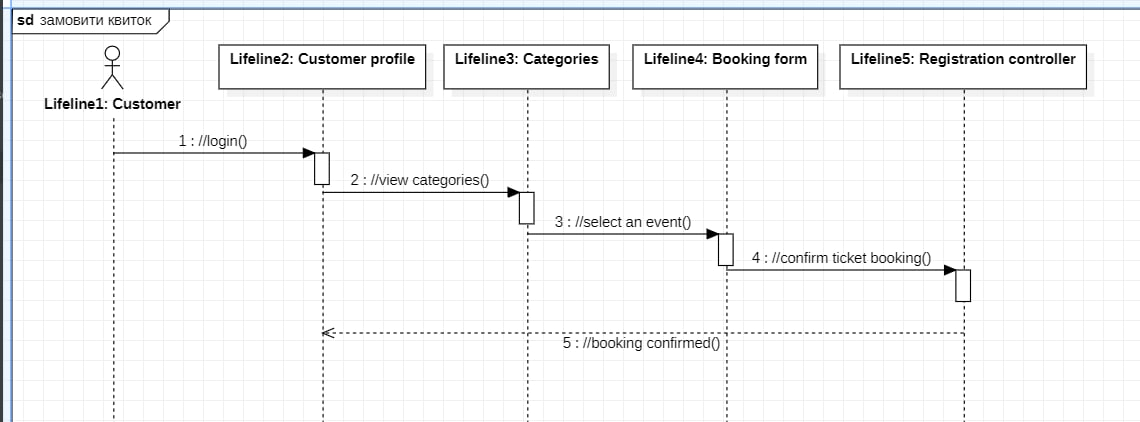 sd замовити квиток
Lifeline1: Customer
Lifeline2: Customer profile
Lifeline3: Categories
Lifeline4: Booking form
Lifeline5: Registration controller
1 : //login()
2 : //view categories()
3 : //select an event()
4 : //confirm ticket booking()
5 : //booking confirmed()